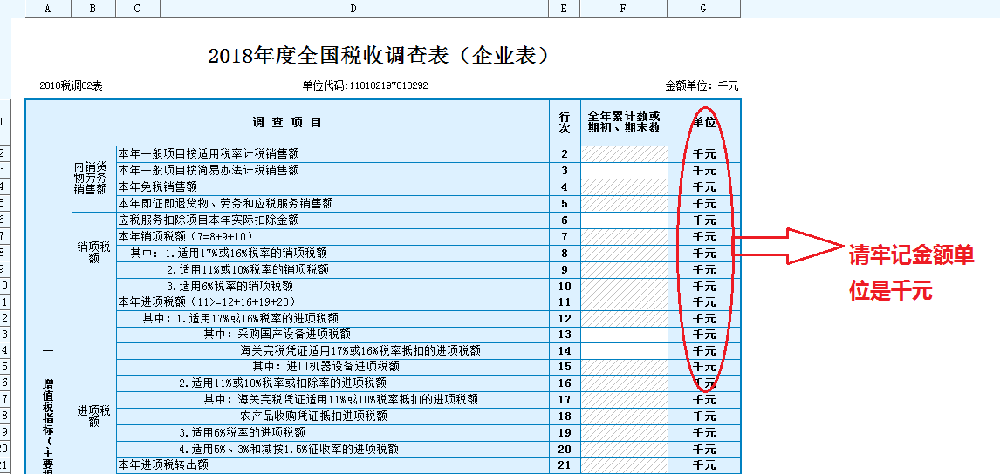 A B C D E F G
2018年度全国税收调查表（企业表）
2018税调02表 单位代码:110102197810292 金额单位：千元
1 调 查 项 目 行次 全年累计数或期初、期末数 单位
2 内销货物劳务销售额 本年一般项目按适用税率计税销售额 2 千元
3 本年一般项目按简易办法计税销售额 3 千元
4 本年免税销售额 4 千元
5 本年即征即退货物、劳务和应税服务销售额 5 千元
6 销项税额 应税服务扣除项目本年实际扣除金额 6 千元
7 本年销项税额（7=8+9+10） 7 千元
8 其中：1.适用17%或16%税率的销项税额 8 千元
9 2.适用11%或10%税率的销项税额 9 千元
0 3.适用6%税率的销项税额 10 千元
1 进项税额 本年进项税额（11>=12+16+19+20） 11 千元
2 其中：1.适用17%或16%税率的进项税额 12 千元
3 其中：采购国产设备进项税额 13 千元
4 一 海关完税凭证适用17%或16%税率抵扣的进项税额 14 千元
5 其中：进口机器设备进项税额 15 千元
6 增值税指标(主要 2.适用11%或10%税率或扣除率的进项税额 16 千元
7 其中：海关完税凭证适用11%或10%税率抵扣的进项税额 17 千元
8 农产品收购凭证抵扣进项税额 18 千元
9 3.适用6%税率的进项税额 19 千元
20 4.适用5%、3%和减按1.5%征收率的进项税额 20 千元
21 本年进项税转出额 21 千元
请牢记金额单
位是千元